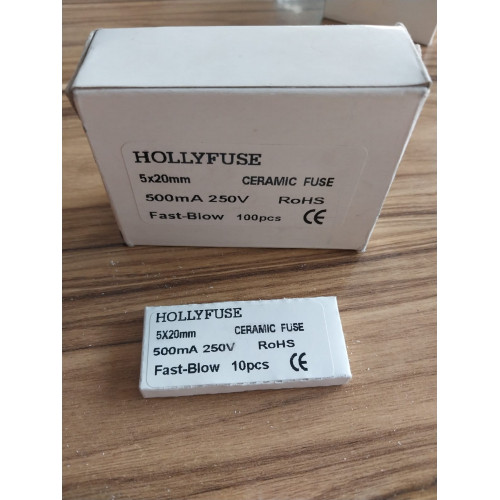 HOLLYFUSE
5x20mm CERAMIC FUSE
500mA 250V RoHS
Fast-Blow 100pcs CE
HOLLYFUSE
5X20mm CERAMIC FUSE
500mA 250V RoHS
Fast-Blow 10pcs CE